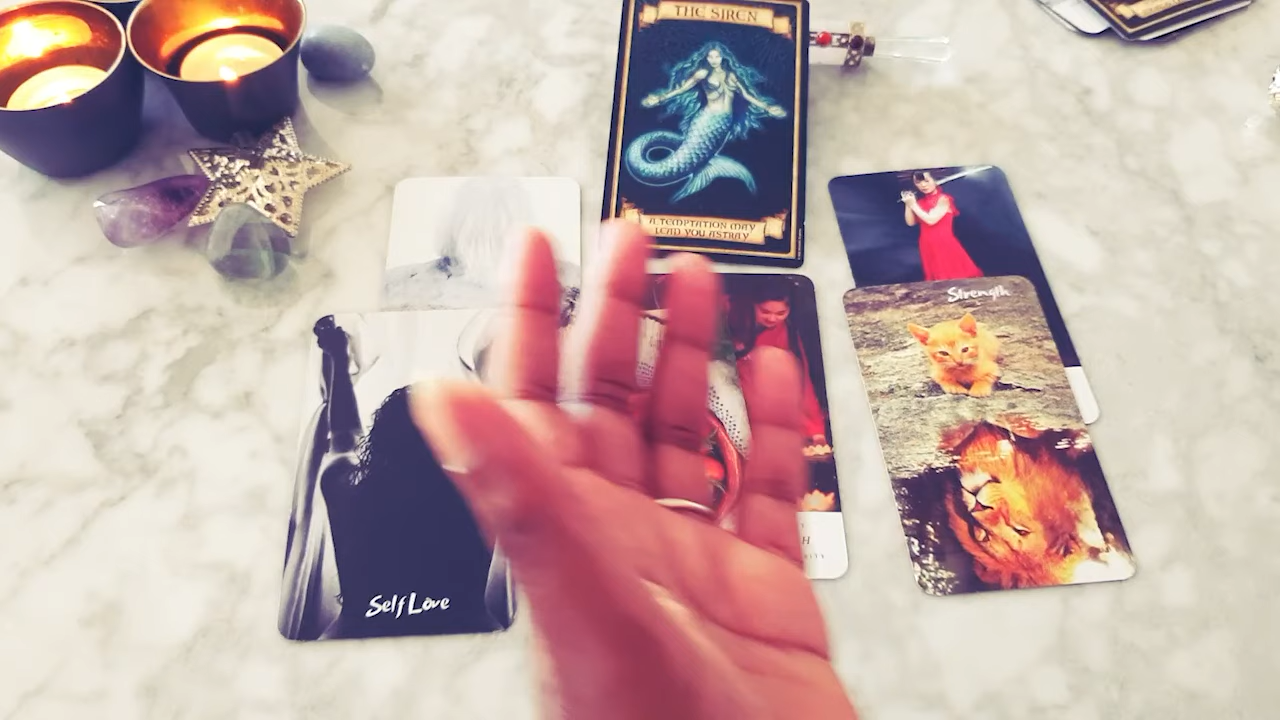 THE SIREN
A TEMPTATION MAY
LEAD YOU ASTRAY
Strength
Self Love